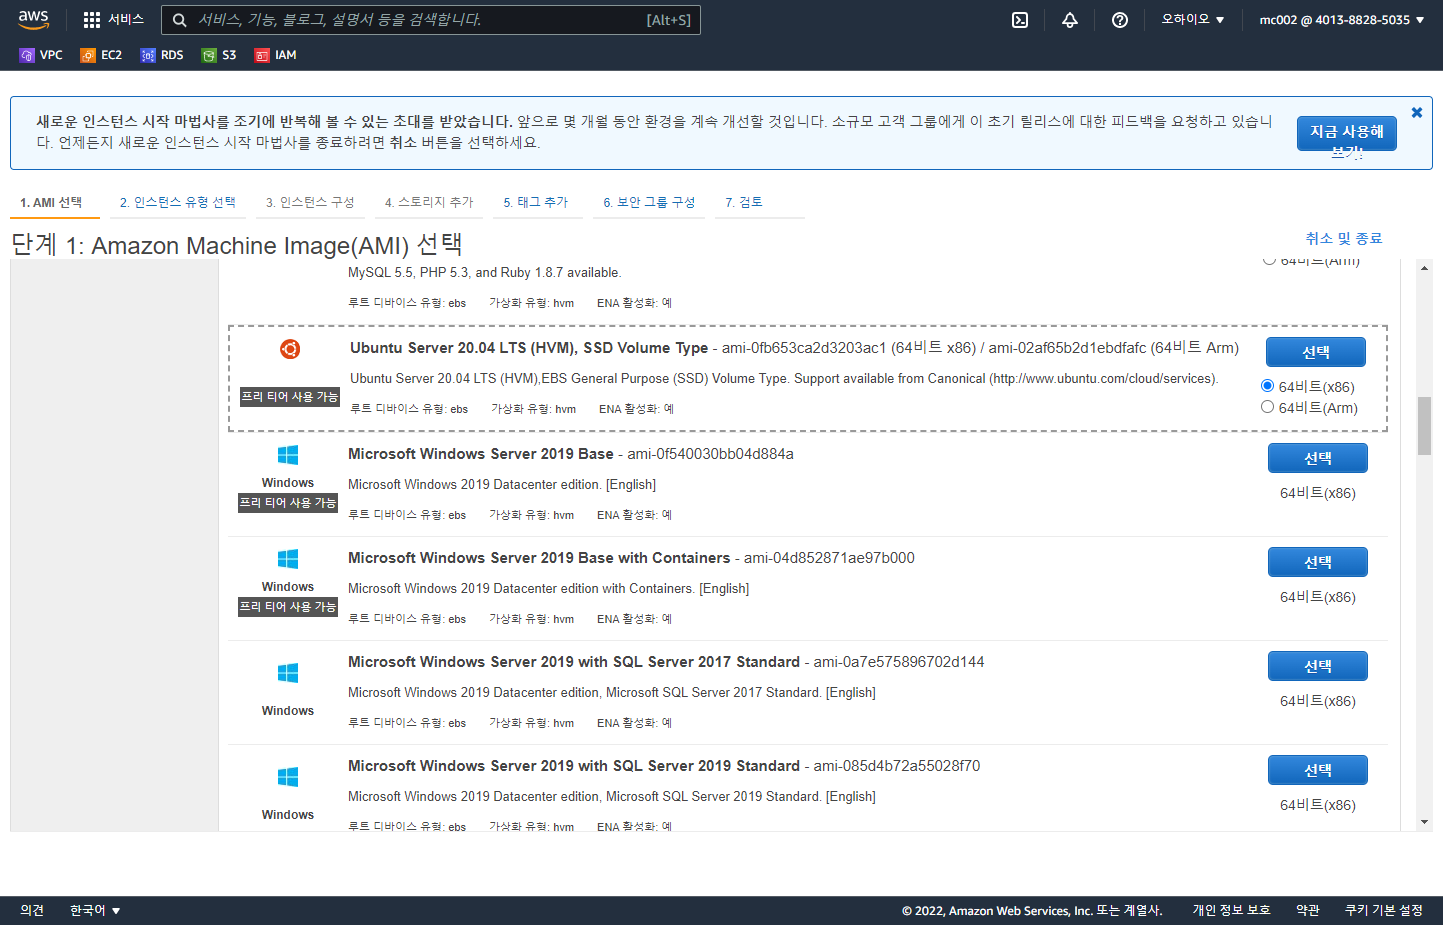 aws
서비스
서비스, 기능, 블로그, 설명서 등을 검색합니다.
[Alt+S]
오하이오 ▼
mc002 @ 4013-8828-5035 ▼
VPC
EC2
RDS
S3
IAM
새로운 인스턴스 시작 마법사를 조기에 반복해 볼 수 있는 초대를 받았습니다. 앞으로 몇 개월 동안 환경을 계속 개선할 것입니다. 소규모 고객 그룹에게 이 초기 릴리스에 대한 피드백을 요청하고 있습니
다. 언제든지 새로운 인스턴스 시작 마법사를 종료하려면 취소 버튼을 선택하세요.
지금 사용해
보기!
1. AMI 선택
2. 인스턴스 유형 선택
3. 인스턴스 구성
4. 스토리지 추가
5. 태그 추가
6. 보안 그룹 구성
7. 검토
단계 1: Amazon Machine Image(AMI) 선택
취소 및 종료
MySQL 5.5, PHP 5.3, and Ruby 1.8.7 available.
64비트(Arm)
루트 디바이스 유형: ebs 가상화 유형: hvm ENA 활성화: 예
프리 티어 사용 가능
Ubuntu Server 20.04 LTS (HVM), SSD Volume Type - ami-0fb653ca2d3203ac1 (64비트 x86) / ami-02af65b2d1ebdfafc (64비트 Arm)
Ubuntu Server 20.04 LTS (HVM),EBS General Purpose (SSD) Volume Type. Support available from Canonical (http://www.ubuntu.com/cloud/services).
루트 디바이스 유형: ebs 가상화 유형: hvm ENA 활성화: 예
선택
64비트(x86)
64비트(Arm)
Windows
프리 티어 사용 가능
Microsoft Windows Server 2019 Base - ami-0f540030bb04d884a
Microsoft Windows 2019 Datacenter edition. [English]
루트 디바이스 유형: ebs 가상화 유형: hvm ENA 활성화: 예
선택
64비트(x86)
Windows
프리 티어 사용 가능
Microsoft Windows Server 2019 Base with Containers - ami-04d852871ae97b000
Microsoft Windows 2019 Datacenter edition with Containers. [English]
루트 디바이스 유형: ebs 가상화 유형: hvm ENA 활성화: 예
선택
64비트(x86)
Windows
Microsoft Windows Server 2019 with SQL Server 2017 Standard - ami-0a7e575896702d144
Microsoft Windows 2019 Datacenter edition, Microsoft SQL Server 2017 Standard. [English]
루트 디바이스 유형: ebs 가상화 유형: hvm ENA 활성화: 예
선택
64비트(x86)
Windows
Microsoft Windows Server 2019 with SQL Server 2019 Standard - ami-085d4b72a55028f70
Microsoft Windows 2019 Datacenter edition, Microsoft SQL Server 2019 Standard. [English]
루트 디바이스 유형: ebs 가상화 유형: hvm ENA 활성화: 예
선택
64비트(x86)
의견
한국어 ▼
© 2022, Amazon Web Services, Inc. 또는 계열사.
개인 정보 보호
약관
쿠키 기본 설정